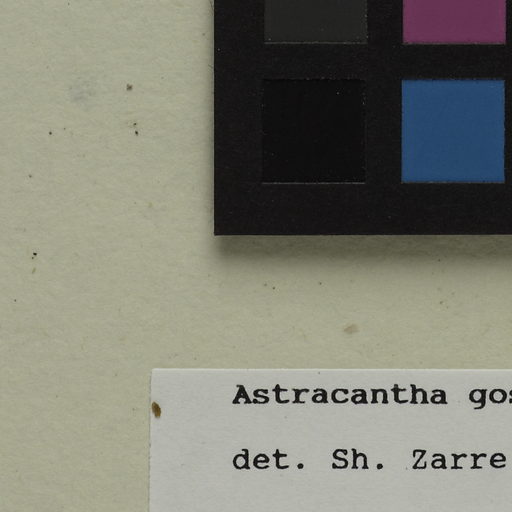 Astracantha gos
det. Sh. Zarre